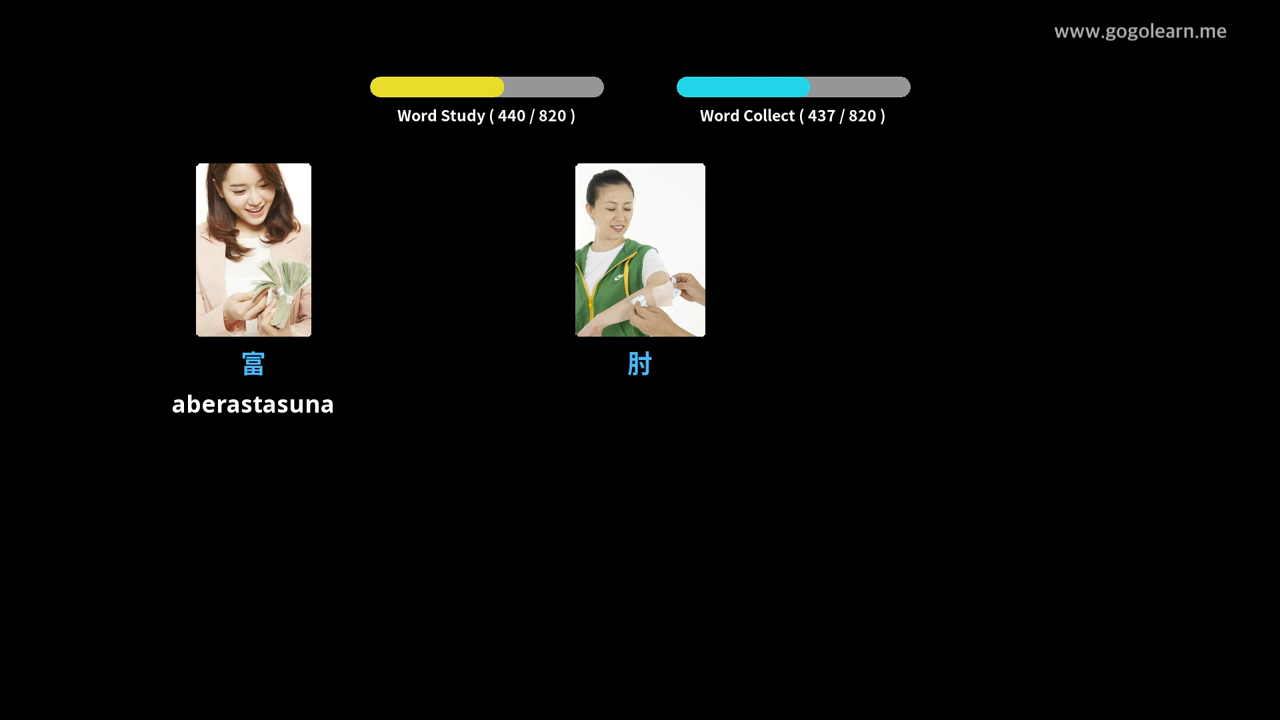 www.gogolearn.me
Word Study ( 440 / 820 )
Word Collect ( 437 / 820 )
富
肘
aberastasuna